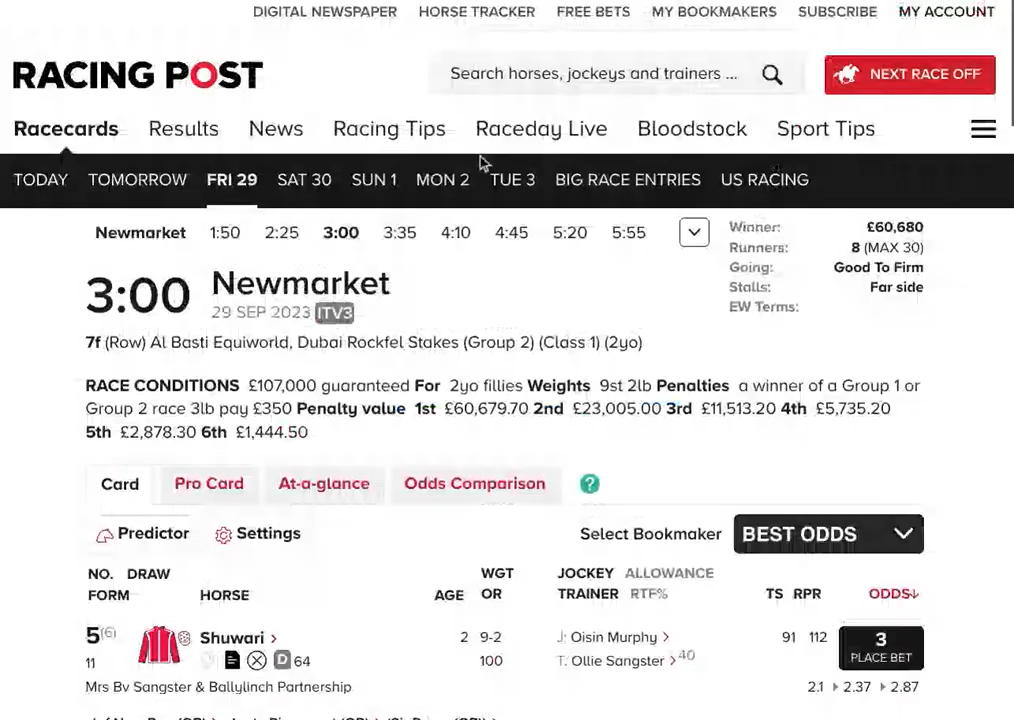 DIGITAL NEWSPAPER HORSE TRACKER FREE BETS MY BOOKMAKERS SUBSCRIBE MY ACCOUNT
RACING POST
Search horses, jockeys and trainers ...
NEXT RACE OFF
Racecards Results News Racing Tips Raceday Live Bloodstock Sport Tips
TODAY TOMORROW FRI 29 SAT 30 SUN 1 MON 2 TUE 3 BIG RACE ENTRIES US RACING
Newmarket 1:50 2:25 3:00 3:35 4:10 4:45 5:20 5:55
Winner: £60,680
Runners: 8 (MAX 30)
Going: Good To Firm
Stalls: Far side
EW Terms:
3:00 Newmarket
29 SEP 2023 ITV3
7f (Row) Al Basti Equiworld, Dubai Rockfel Stakes (Group 2) (Class 1) (2yo)
RACE CONDITIONS £107,000 guaranteed For 2yo fillies Weights 9st 2lb Penalties a winner of a Group 1 or
Group 2 race 3lb pay £350 Penalty value 1st £60,679.70 2nd £23,005.00 3rd £11,513.20 4th £5,735.20
5th £2,878.30 6th £1,444.50
Card Pro Card At-a-glance Odds Comparison ?
Predictor Settings Select Bookmaker BEST ODDS
NO. DRAW WGT JOCKEY ALLOWANCE
FORM HORSE AGE OR TRAINER RTF% TS RPR ODDS↓
5(6) Shuwari > 2 9-2 J: Oisin Murphy > 91 112 3
11 D 64 100 T: Ollie Sangster > 40 PLACE BET
Mrs Bv Sangster & Ballylinch Partnership 2.1 2.37 2.87